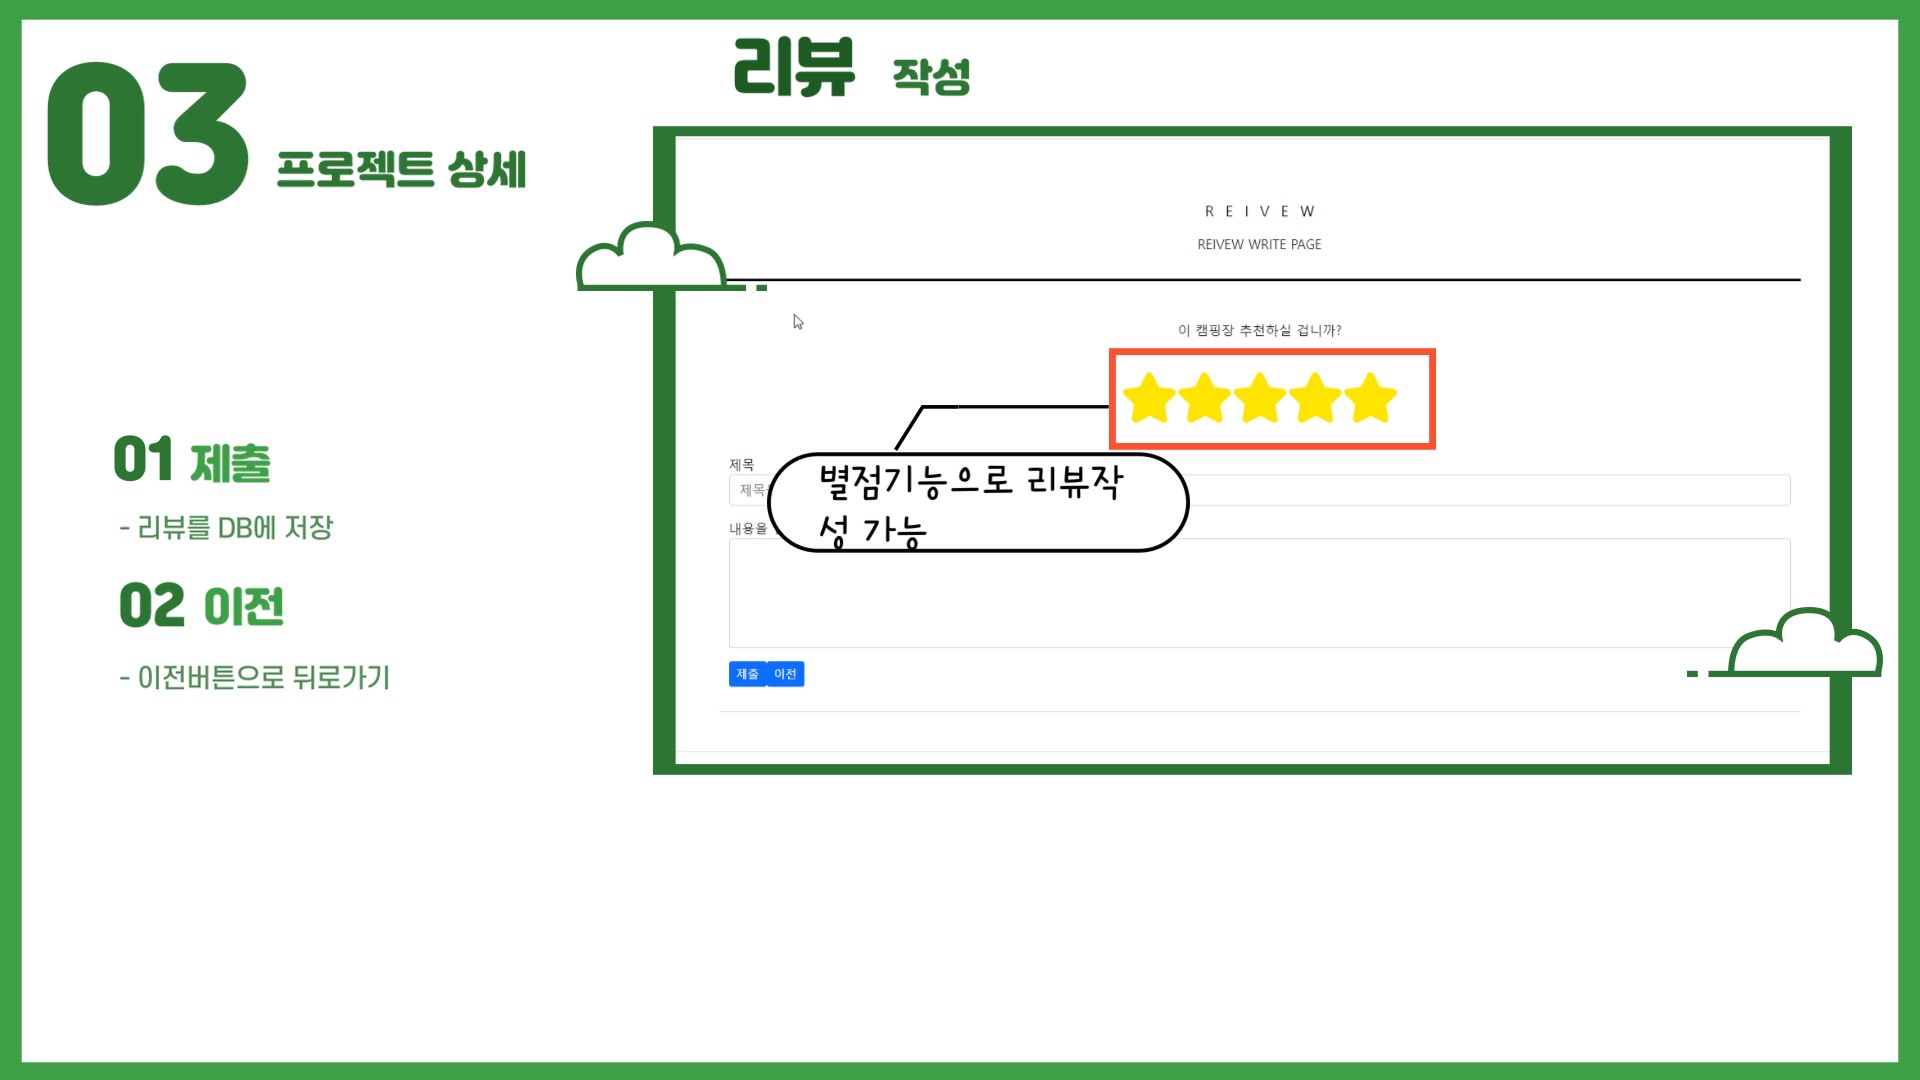 03 프로젝트 상세
리뷰 작성
01 제출
- 리뷰를 DB에 저장
02 이전
- 이전버튼으로 뒤로가기
R E I V E W
REIVEW WRITE PAGE
이 캠핑장 추천하실 겁니까?
별점기능으로 리뷰작
성 가능
제목
제목
내용을
제출 이전